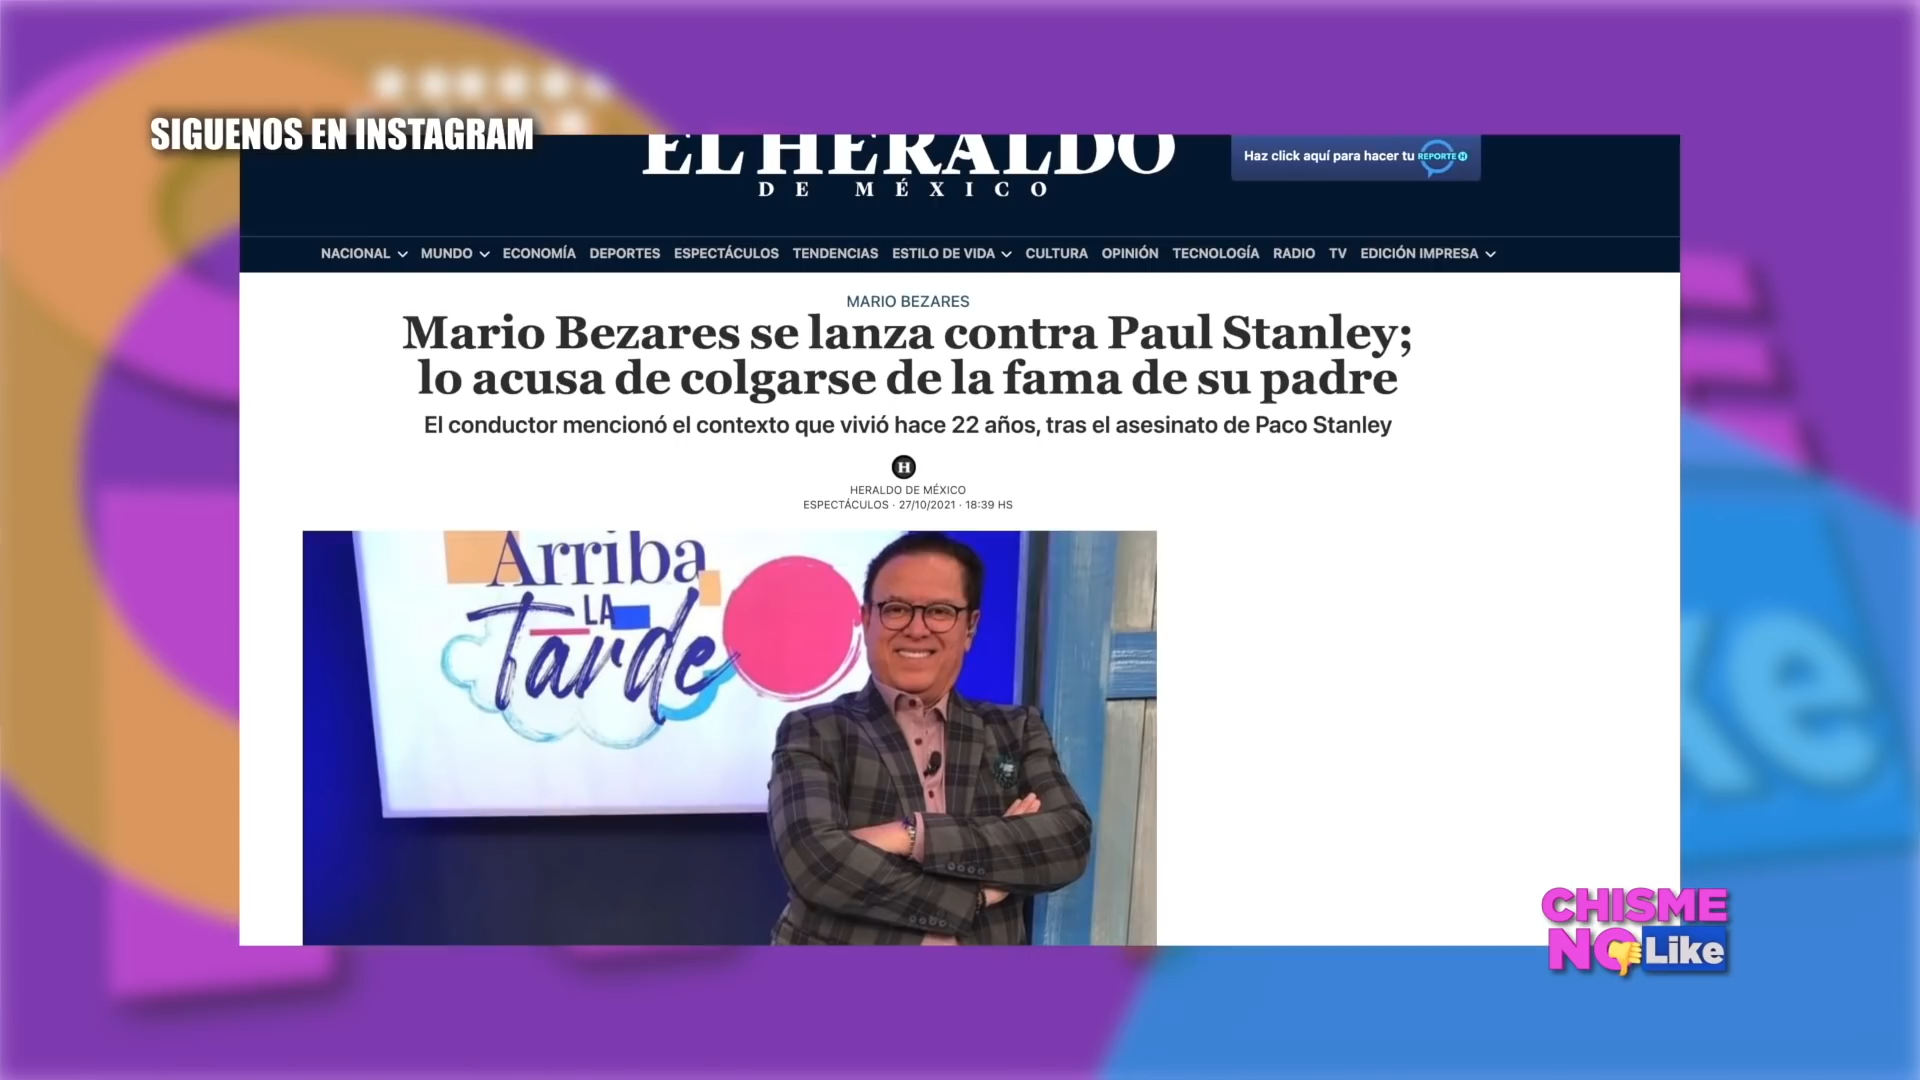 SIGUENOS EN INSTAGRAM
EL HERALDO
DE MÉXICO
Haz click aquí para hacer tu REPORTE H
NACIONAL MUNDO ECONOMÍA DEPORTES ESPECTÁCULOS TENDENCIAS ESTILO DE VIDA CULTURA OPINIÓN TECNOLOGÍA RADIO TV EDICIÓN IMPRESA
MARIO BEZARES
Mario Bezares se lanza contra Paul Stanley;
lo acusa de colgarse de la fama de su padre
El conductor mencionó el contexto que vivió hace 22 años, tras el asesinato de Paco Stanley
H
HERALDO DE MÉXICO
ESPECTÁCULOS · 27/10/2021 · 18:39 HS
Arriba
LA
Tarde
CHISME
NO Like